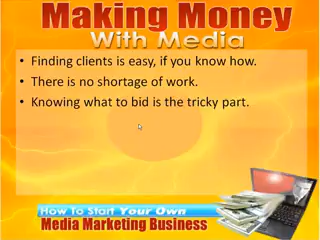 Making Money
With Media
• Finding clients is easy, if you know how.
• There is no shortage of work.
• Knowing what to bid is the tricky part.
How To Start Your Own
Media Marketing Business